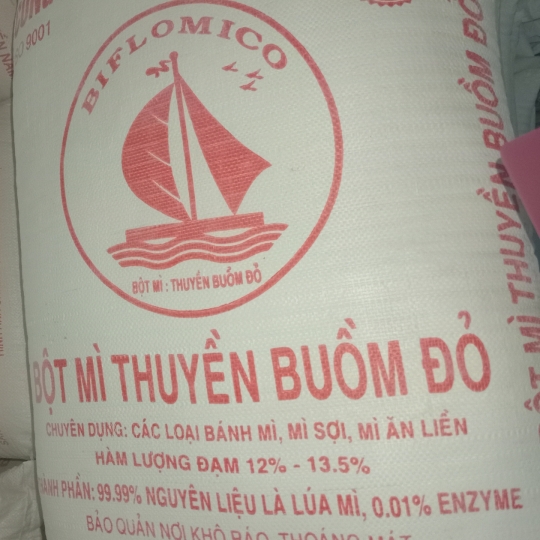 9001
BIFLOMICO
BỘT MÌ : THUYỀN BUỒM ĐỎ
BỘT MÌ THUYỀN BUỒM ĐỎ
CHUYÊN DỤNG: CÁC LOẠI BÁNH MÌ, MÌ SỢI, MÌ ĂN LIỀN
HÀM LƯỢNG ĐẠM 12% - 13.5%
THÀNH PHẦN: 99.99% NGUYÊN LIỆU LÀ LÚA MÌ, 0.01% ENZYME
BẢO QUẢN NƠI KHÔ RÁO, THOÁNG MÁT
BỘT MÌ THUYỀN BUỒM ĐỎ